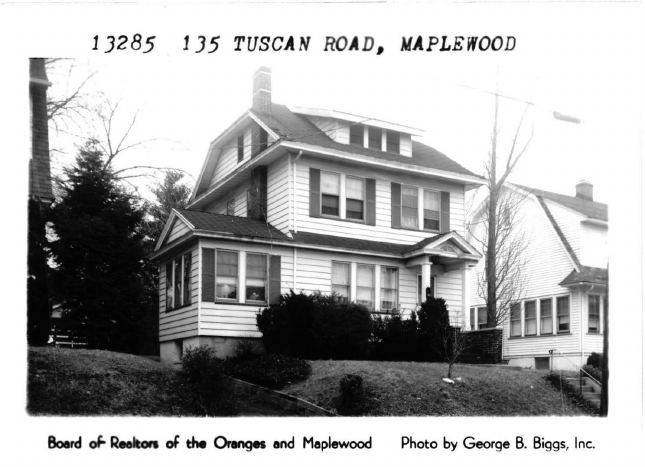 13285 135 TUSCAN ROAD, MAPLEWOOD
Board of Realtors of the Oranges and Maplewood Photo by George B. Biggs, Inc.